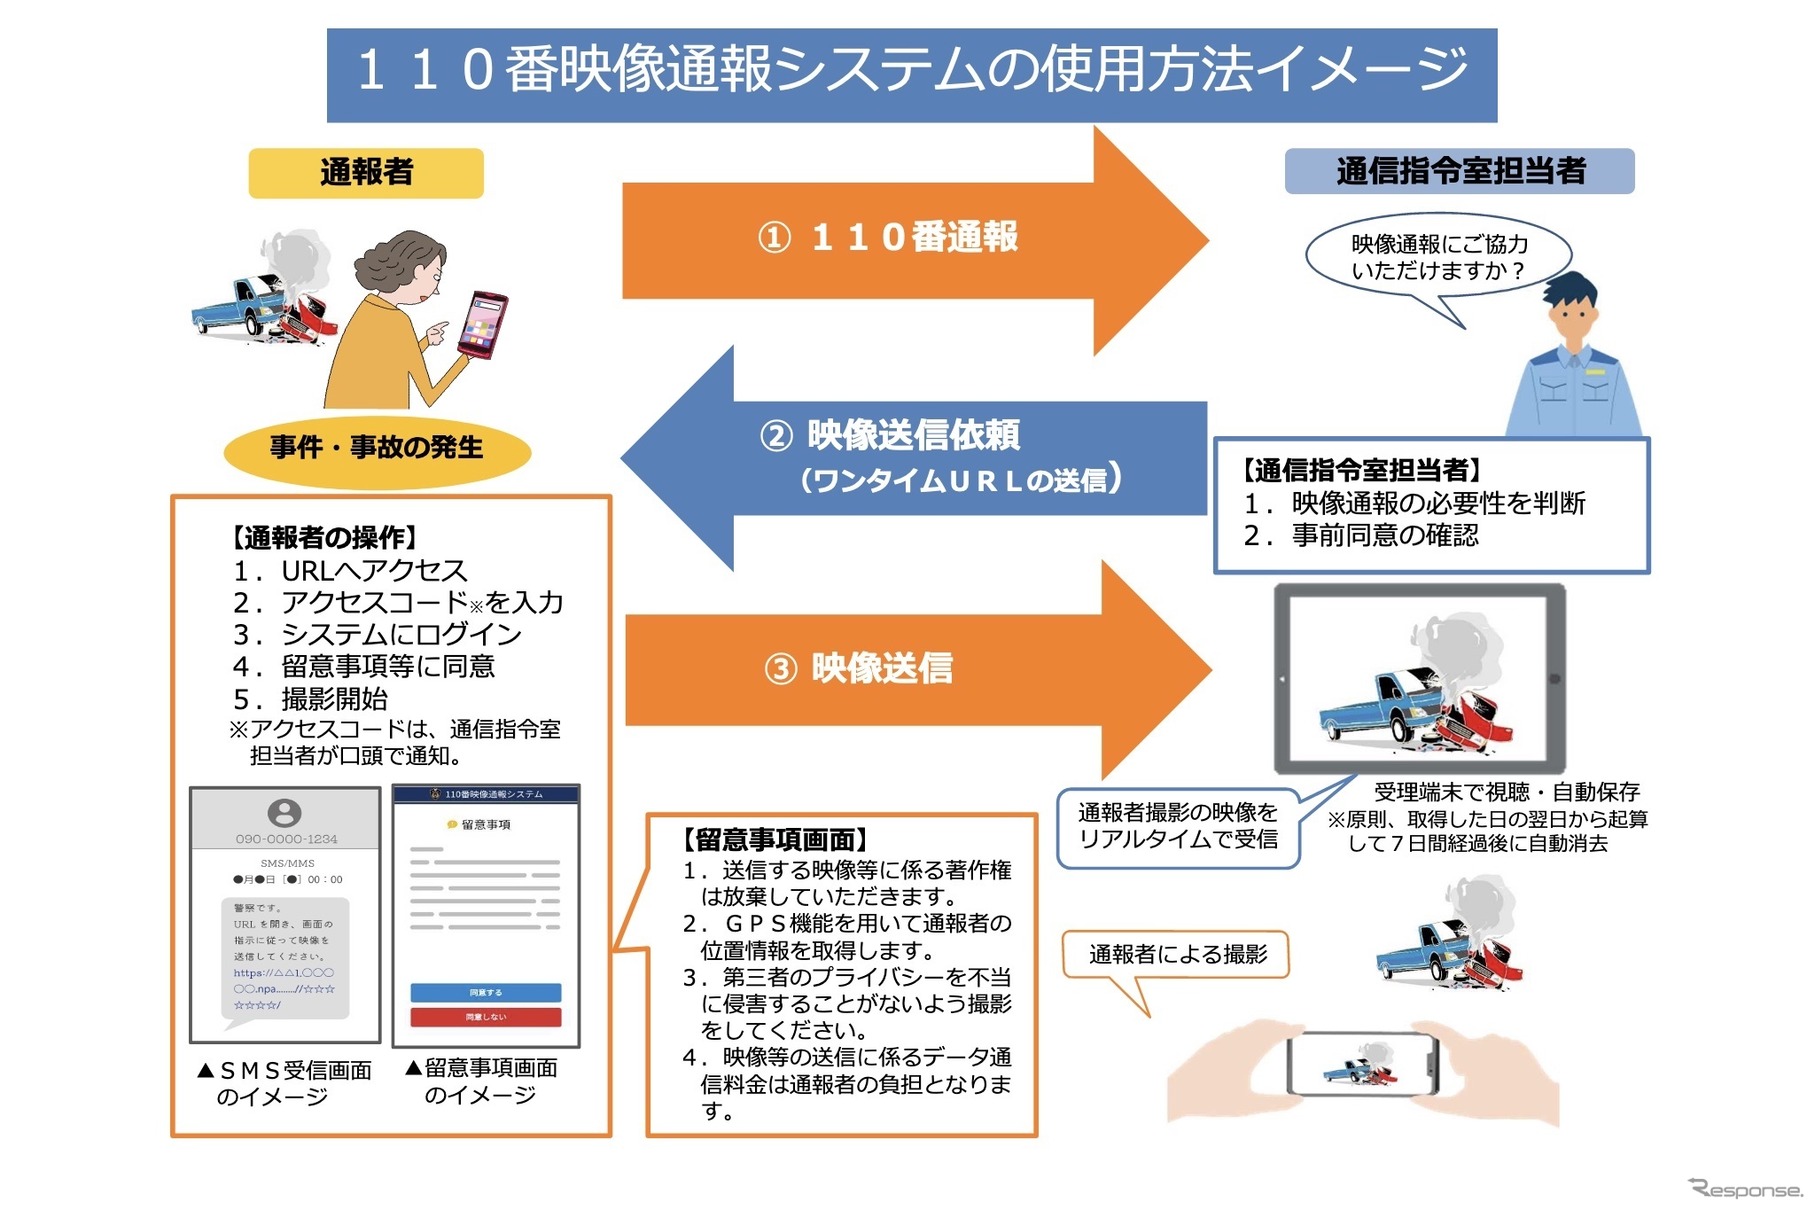 １１０番映像通報システムの使用方法イメージ
通報者
通信指令室担当者
① １１０番通報
映像通報にご協力
いただけますか？
事件・事故の発生
② 映像送信依頼
（ワンタイムＵＲＬの送信）
【通信指令室担当者】
１．映像通報の必要性を判断
２．事前同意の確認
【通報者の操作】
１．URLへアクセス
２．アクセスコード※を入力
３．システムにログイン
４．留意事項等に同意
５．撮影開始
※アクセスコードは、通信指令室
担当者が口頭で通知。
③ 映像送信
090-0000-1234
SMS/MMS
●月●日［●］00：00
警察です。
URL を開き、画面の
指示に従って映像を
送信してください。
https://△△1.○○○
○○.npa........//☆☆☆
☆☆☆☆/
▲ＳＭＳ受信画面
のイメージ
110番映像通報システム
留意事項
同意する
同意しない
▲留意事項画面
のイメージ
【留意事項画面】
１．送信する映像等に係る著作権
は放棄していただきます。
２．ＧＰＳ機能を用いて通報者の
位置情報を取得します。
３．第三者のプライバシーを不当
に侵害することがないよう撮影
をしてください。
４．映像等の送信に係るデータ通
信料金は通報者の負担となりま
す。
通報者撮影の映像を
リアルタイムで受信
受理端末で視聴・自動保存
※原則、取得した日の翌日から起算
して７日間経過後に自動消去
通報者による撮影
Response.